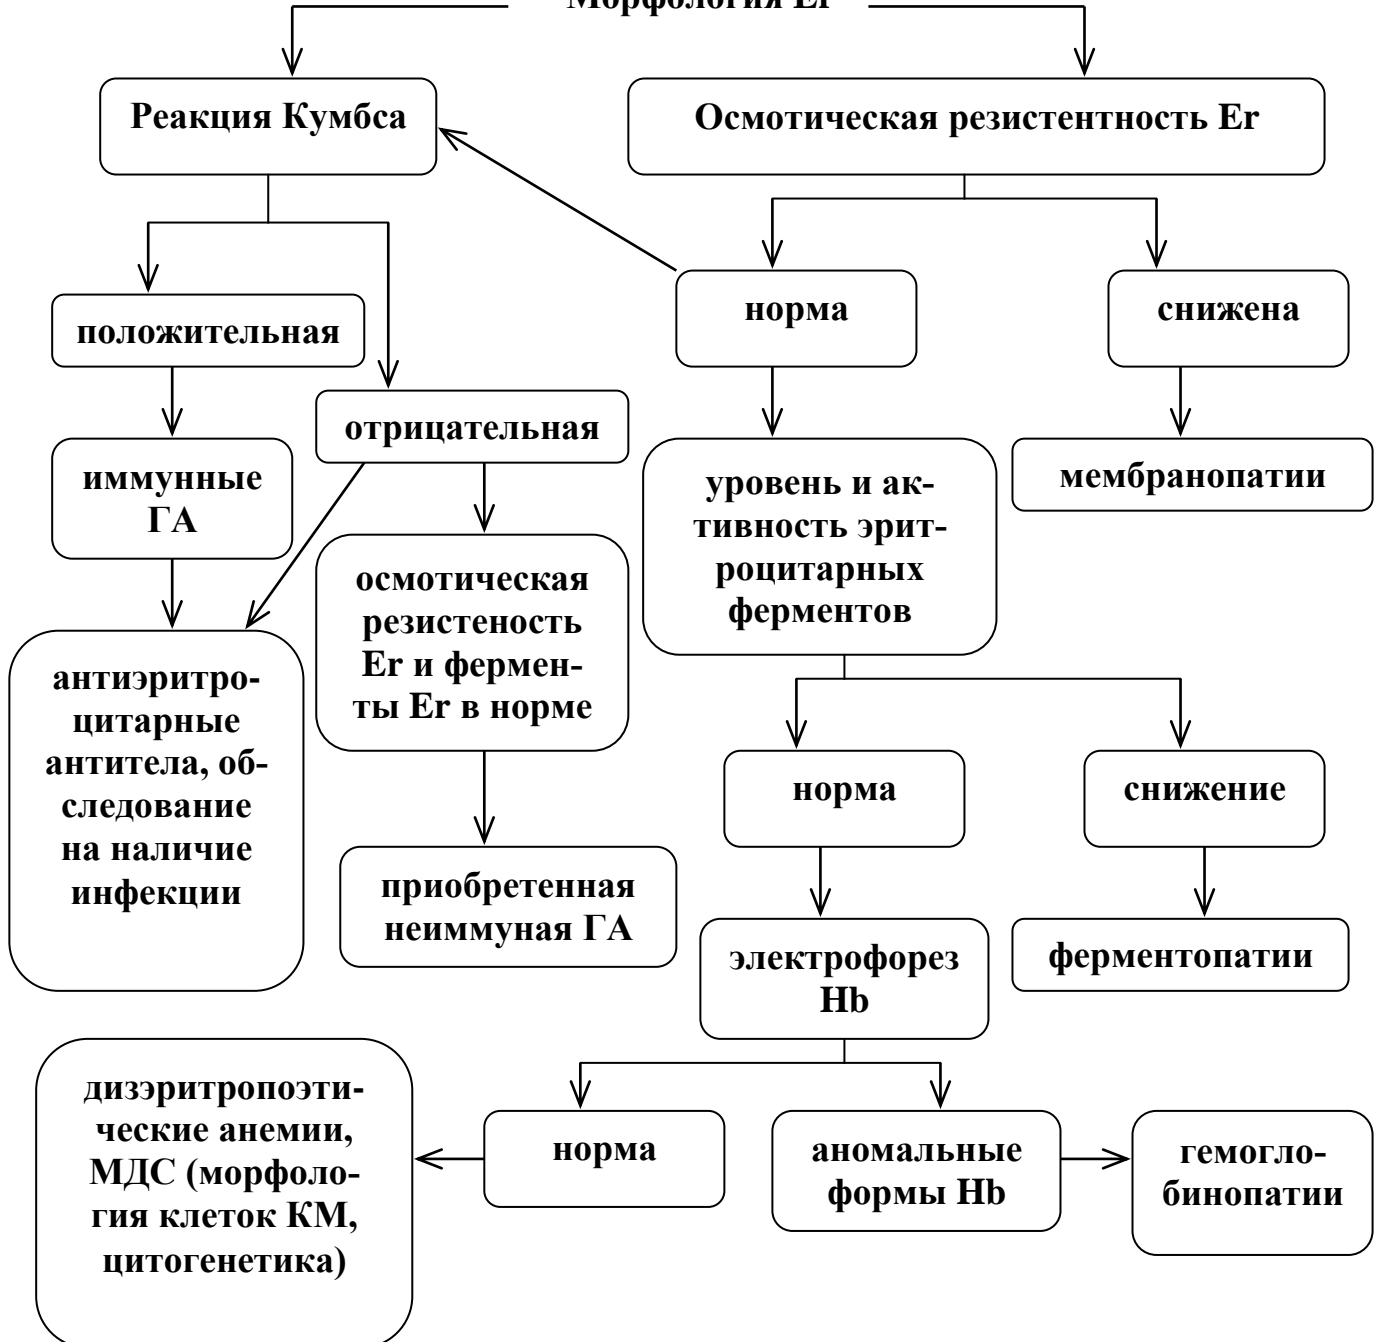 Морфология Er
Реакция Кумбса
Осмотическая резистентность Er
норма
снижена
положительная
отрицательная
иммунные
ГА
уровень и ак-
тивность эрит-
роцитарных
ферментов
мембранопатии
осмотическая
резистеность
Er и фермен-
ты Er в норме
антиэритро-
цитарные
антитела, об-
следование
на наличие
инфекции
норма
снижение
приобретенная
неиммуная ГА
электрофорез
Hb
ферментопатии
дизэритропоэти-
ческие анемии,
МДС (морфоло-
гия клеток КМ,
цитогенетика)
норма
аномальные
формы Hb
гемогло-
бинопатии